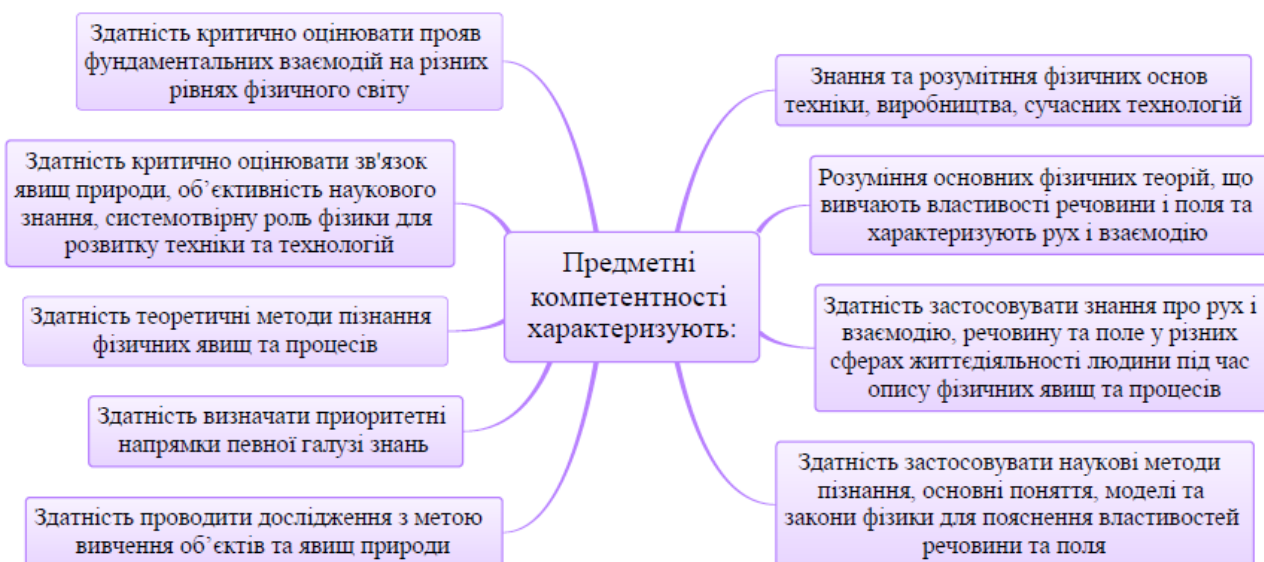 Здатність критично оцінювати прояв
фундаментальних взаємодій на різних
рівнях фізичного світу
Здатність критично оцінювати зв'язок
явищ природи, об’єктивність наукового
знання, системотвірну роль фізики для
розвитку техніки та технологій
Здатність теоретичні методи пізнання
фізичних явищ та процесів
Здатність визначати приоритетні
напрямки певної галузі знань
Здатність проводити дослідження з метою
вивчення об’єктів та явищ природи
Предметні
компетентності
характеризують:
Знання та розумітння фізичних основ
техніки, виробництва, сучасних технологій
Розуміння основних фізичних теорій, що
вивчають властивості речовини і поля та
характеризують рух і взаємодію
Здатність застосовувати знання про рух і
взаємодію, речовину та поле у різних
сферах життєдіяльності людини під час
опису фізичних явищ та процесів
Здатність застосовувати наукові методи
пізнання, основні поняття, моделі та
закони фізики для пояснення властивостей
речовини та поля